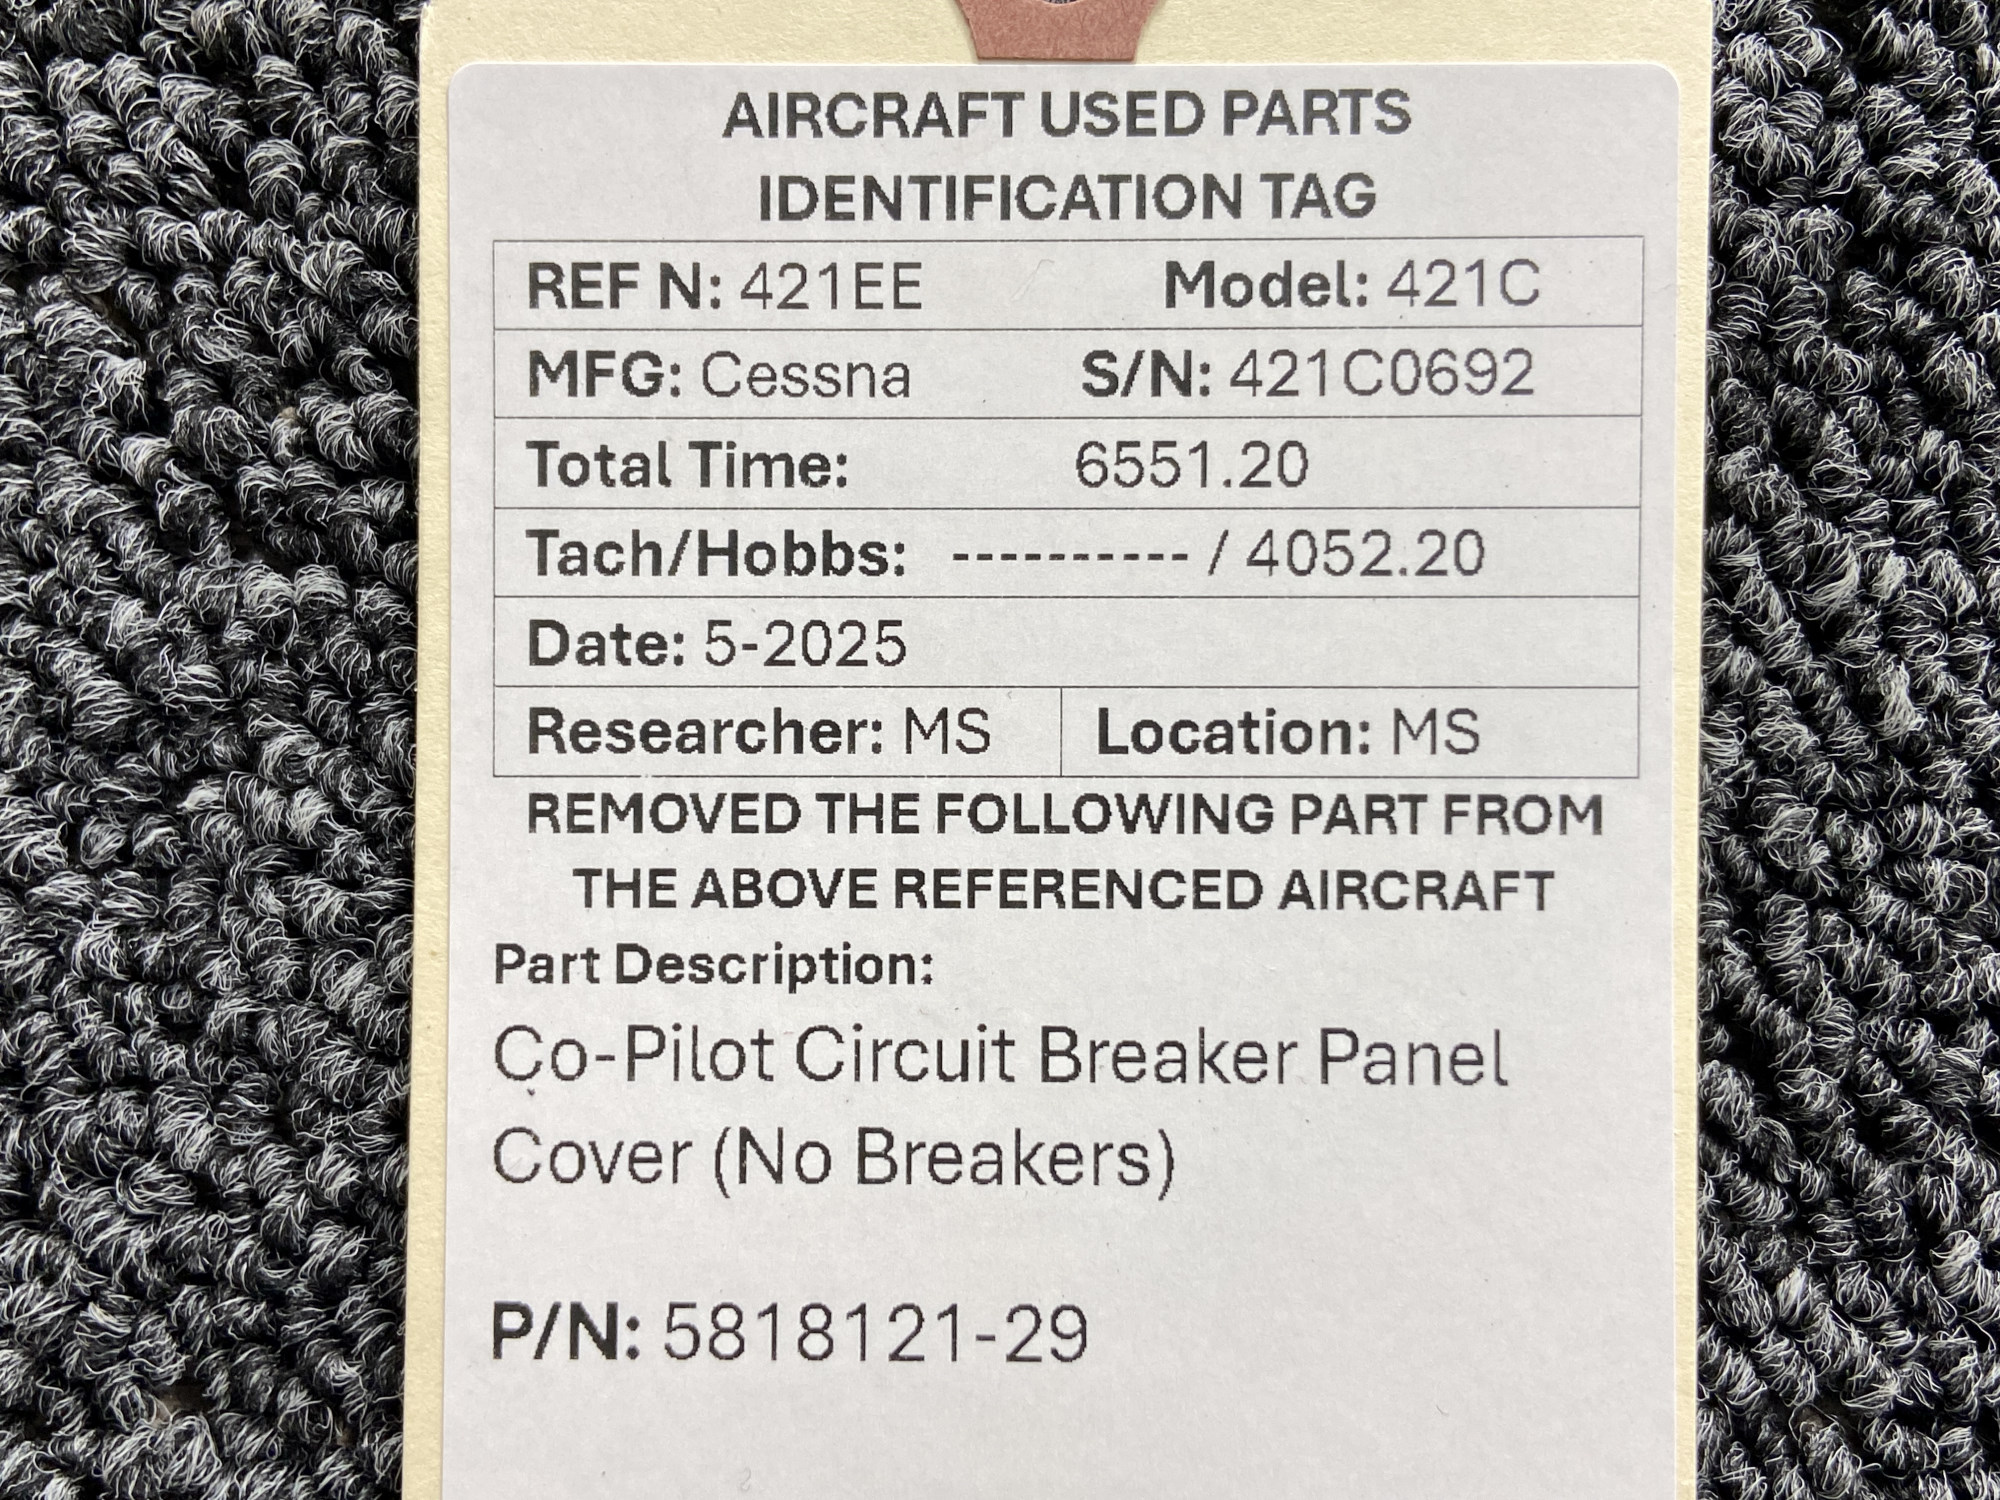 AIRCRAFT USED PARTS
IDENTIFICATION TAG
REF N: 421EE Model: 421C
MFG: Cessna S/N: 421C0692
Total Time: 6551.20
Tach/Hobbs: ---------- / 4052.20
Date: 5-2025
Researcher: MS Location: MS
REMOVED THE FOLLOWING PART FROM
THE ABOVE REFERENCED AIRCRAFT
Part Description:
Co-Pilot Circuit Breaker Panel
Cover (No Breakers)
P/N: 5818121-29